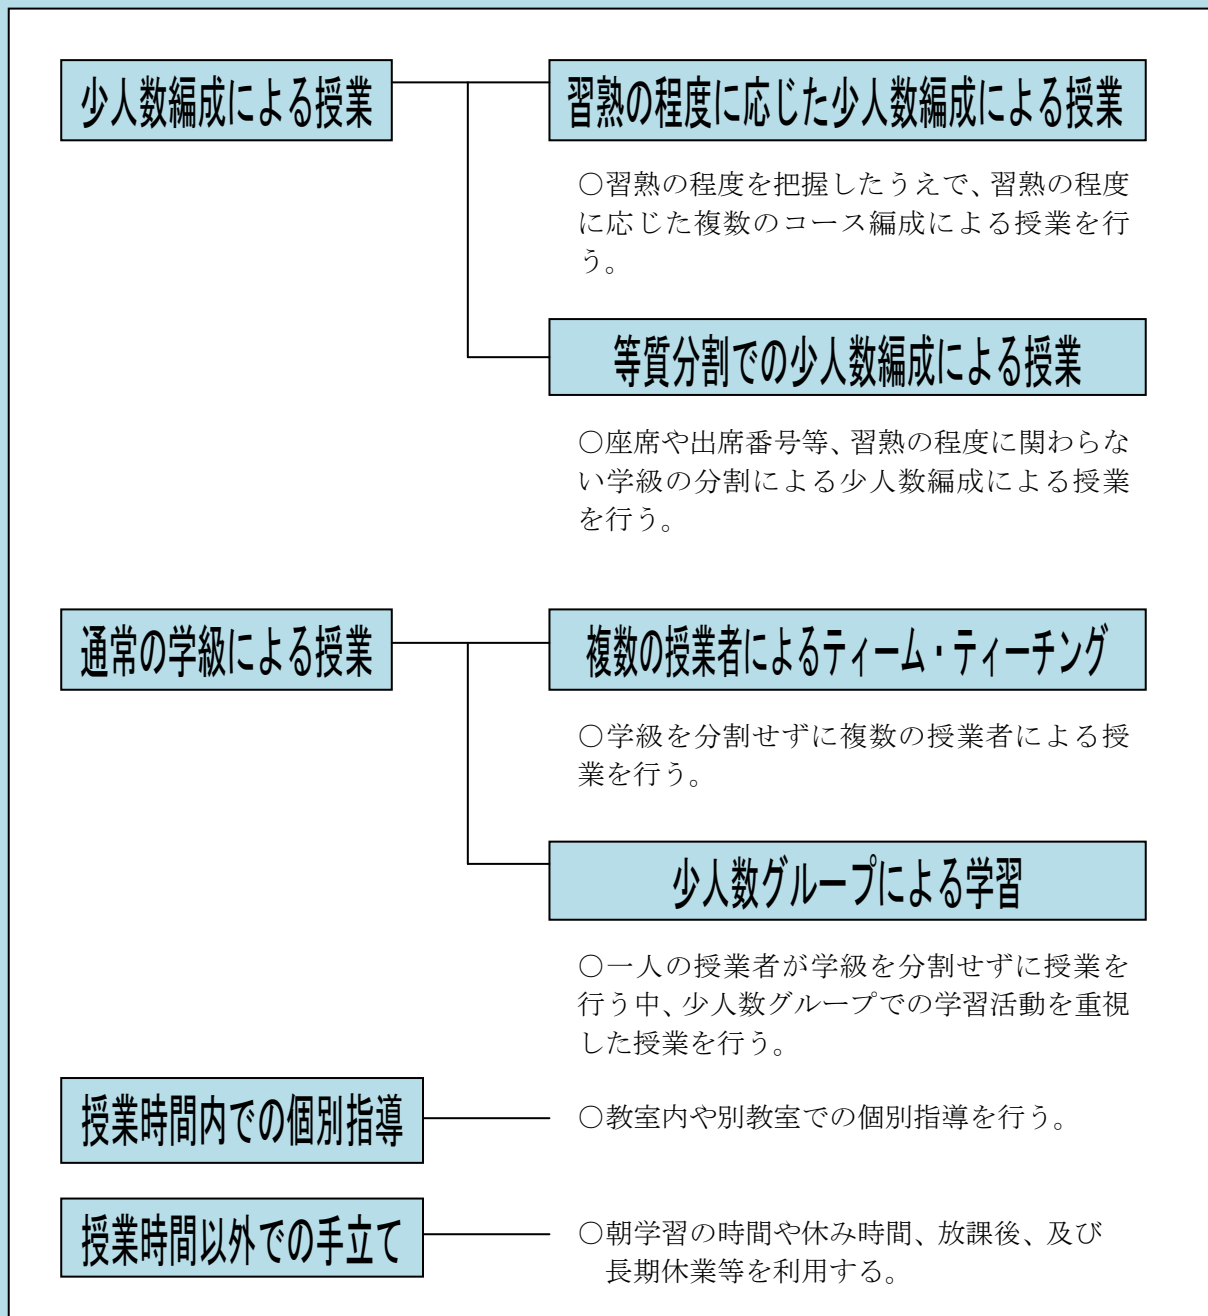 少人数編成による授業
習熟の程度に応じた少人数編成による授業
○習熟の程度を把握したうえで、習熟の程度
に応じた複数のコース編成による授業を行
う。
等質分割での少人数編成による授業
○座席や出席番号等、習熟の程度に関わらな
い学級の分割による少人数編成による授業
を行う。
通常の学級による授業
複数の授業者によるティーム・ティーチング
○学級を分割せずに複数の授業者による授
業を行う。
少人数グループによる学習
○一人の授業者が学級を分割せずに授業を
行う中、少人数グループでの学習活動を重視
した授業を行う。
授業時間内での個別指導
○教室内や別教室での個別指導を行う。
授業時間以外での手立て
○朝学習の時間や休み時間、放課後、及び
長期休業等を利用する。